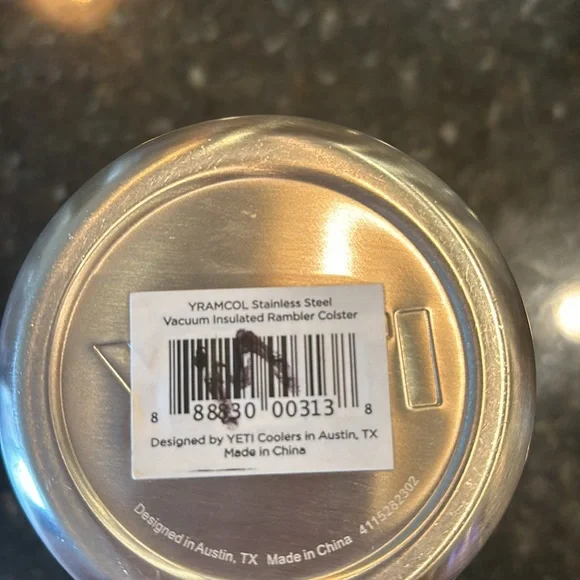 YRAMCOL Stainless Steel
Vacuum Insulated Rambler Colster
8 88830 00313 8
Designed by YETI Coolers in Austin, TX
Made in China
Designed in Austin, TX Made in China 4115282302